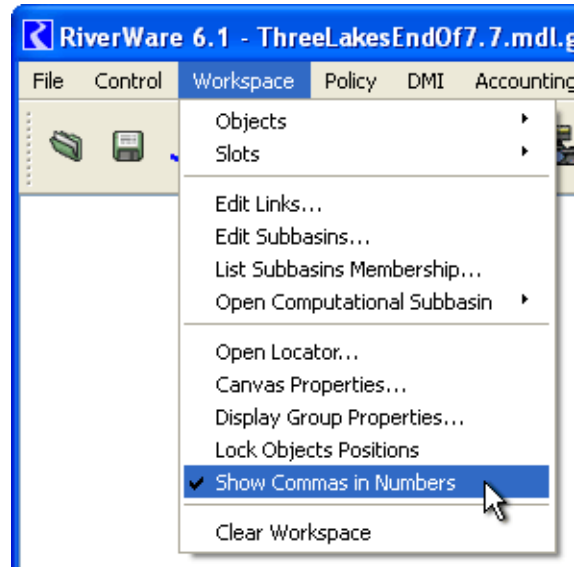 RiverWare 6.1 - ThreeLakesEndOf7.7.mdl.g
File Control Workspace Policy DMI Accounting
Objects
Slots
Edit Links...
Edit Subbasins...
List Subbasins Membership...
Open Computational Subbasin
Open Locator...
Canvas Properties...
Display Group Properties...
Lock Objects Positions
Show Commas in Numbers
Clear Workspace